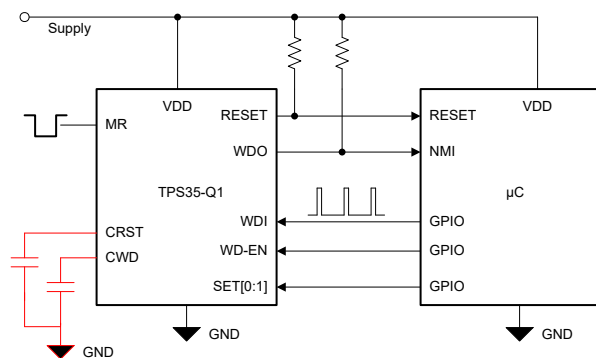 Supply
VDD
VDD
RESET
RESET
MR
WDO
NMI
TPS35-Q1
µC
WDI
GPIO
CRST
WD-EN
GPIO
CWD
SET[0:1]
GPIO
GND
GND
GND